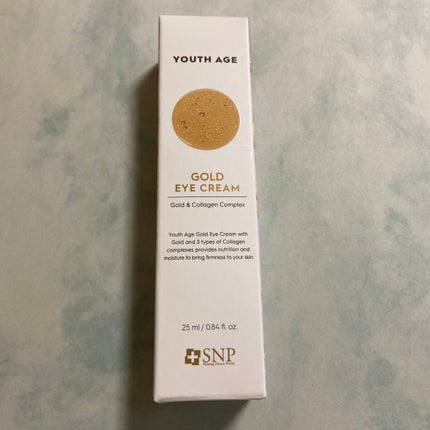 YOUTH AGE
GOLD
EYE CREAM
Gold & Collagen Complex
Youth Age Gold Eye Cream with
Gold and 3 types of Collagen
complexes provides nutrition and
moisture to bring firmness to your skin
25 ml / 0.84 fl. oz.
SNP